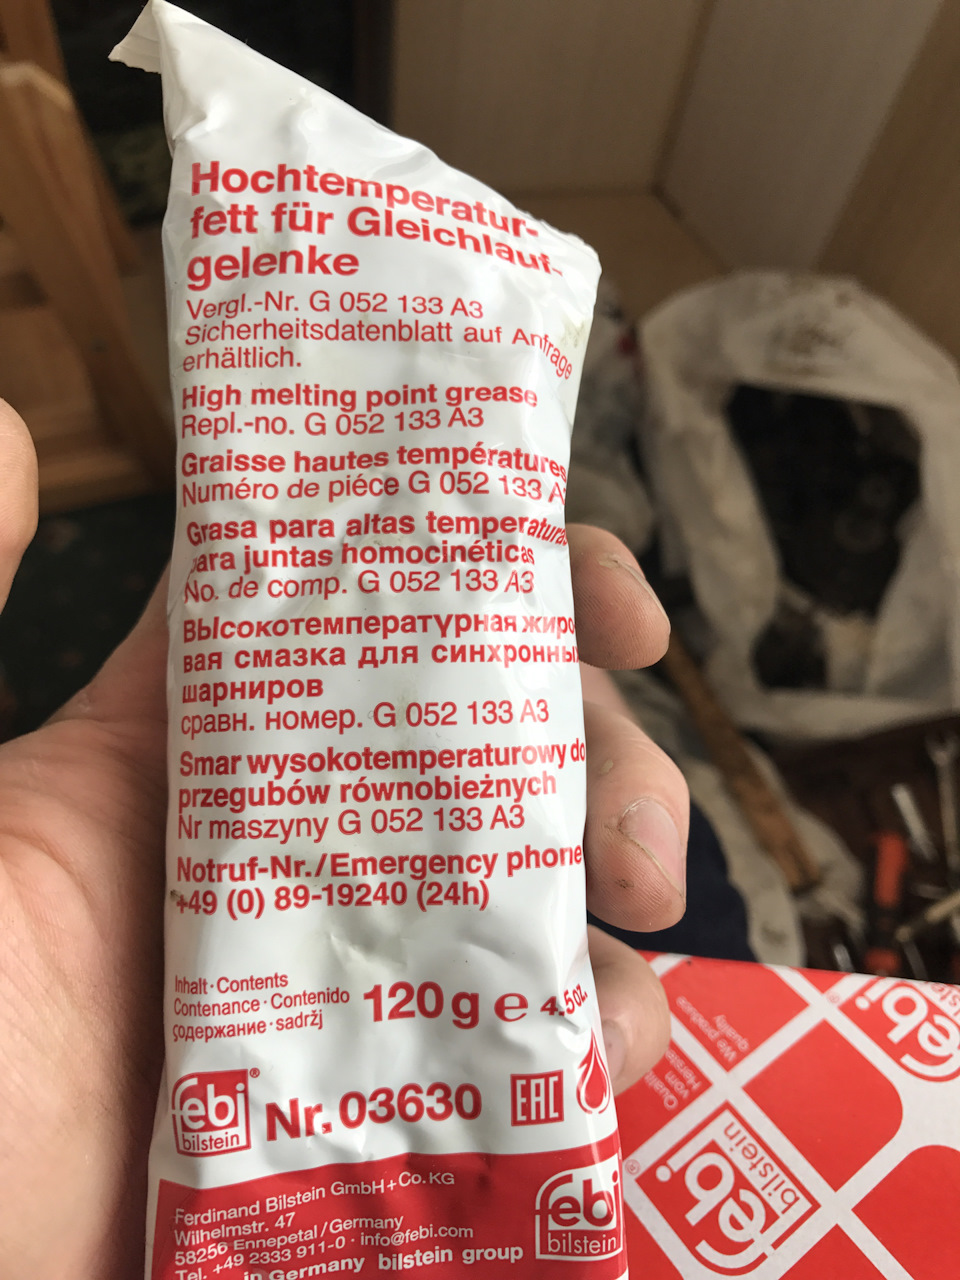 Hochtemperatur-
fett für Gleichlauf-
gelenke
Vergl.-Nr. G 052 133 A3
Sicherheitsdatenblatt auf Anfrage
erhältlich.
High melting point grease
Repl.-no. G 052 133 A3
Graisse hautes températures
Numéro de piéce G 052 133 A
Grasa para altas temperaturas
para juntas homocinéticas
No. de comp. G 052 133 A3
Высокотемпературная жиро
вая смазка для синхронных
шарниров
сравн. номер. G 052 133 A3
Smar wysokotemperaturowy do
przegubów równobieżnych
Nr maszyny G 052 133 A3
Notruf-Nr./Emergency phone
+49 (0) 89-19240 (24h)
Inhalt · Contents
Contenance · Contenido
содержание · sadržj
120 g e 4.5 oz.
febi® bilstein
Nr. 03630
EAC
Ferdinand Bilstein GmbH + Co. KG
Wilhelmstr. 47
58256 Ennepetal / Germany
Tel. +49 2333 911-0 · info@febi.com
in Germany bilstein group
febi bilstein
febi
bilstein
We produce
quality
vom
febi